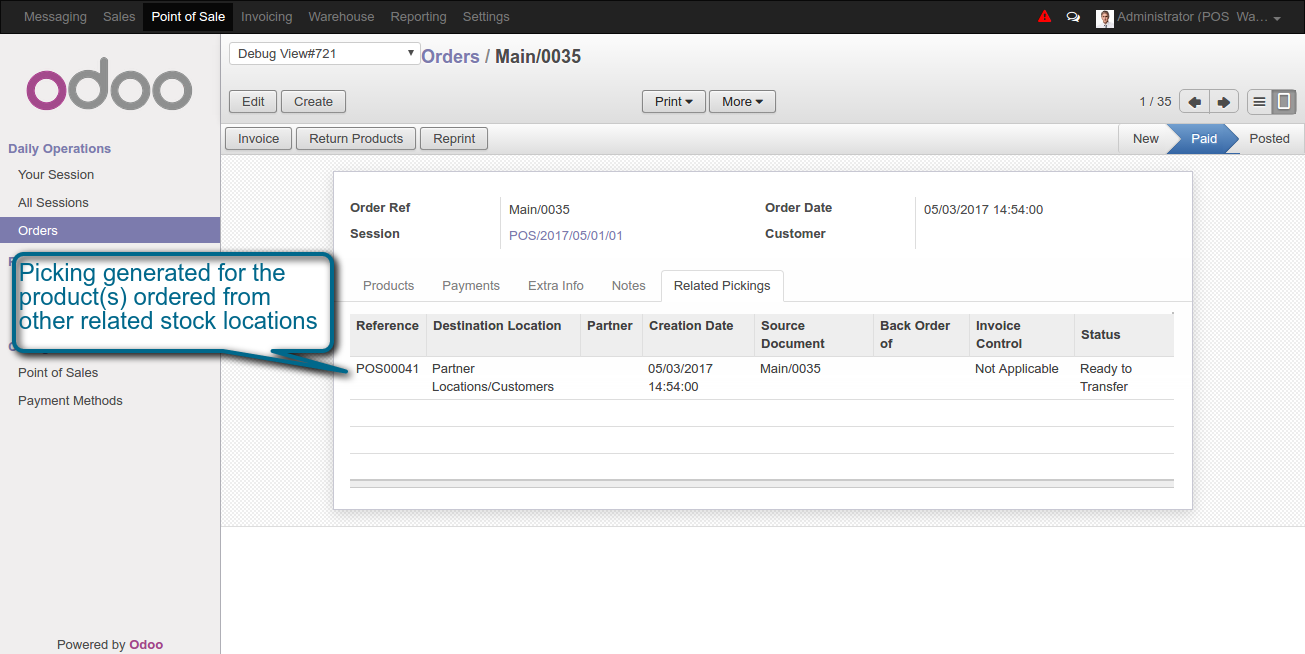 Messaging Sales Point of Sale Invoicing Warehouse Reporting Settings Administrator (POS Wa...
odoo
Debug View#721 Orders / Main/0035
Edit Create Print More 1 / 35
Invoice Return Products Reprint New Paid Posted
Daily Operations
Your Session
All Sessions
Orders
Picking generated for the
product(s) ordered from
other related stock locations
Point of Sales
Payment Methods
Powered by Odoo
Order Ref Main/0035 Order Date 05/03/2017 14:54:00
Session POS/2017/05/01/01 Customer
Products Payments Extra Info Notes Related Pickings
Reference Destination Location Partner Creation Date Source Back Order Invoice Status
Document of Control
POS00041 Partner 05/03/2017 Main/0035 Not Applicable Ready to
Locations/Customers 14:54:00 Transfer